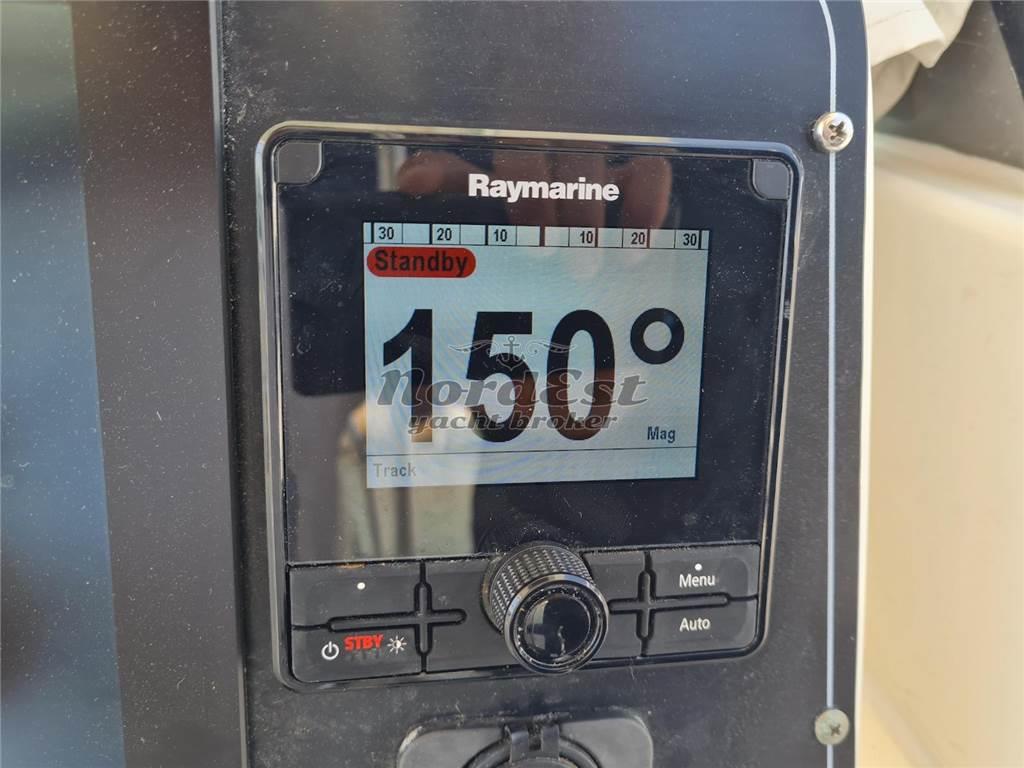 Raymarine
30 20 10 10 20 30
Standby
150°
NordEst
yacht broker
Mag
Track
Menu
STBY
Auto